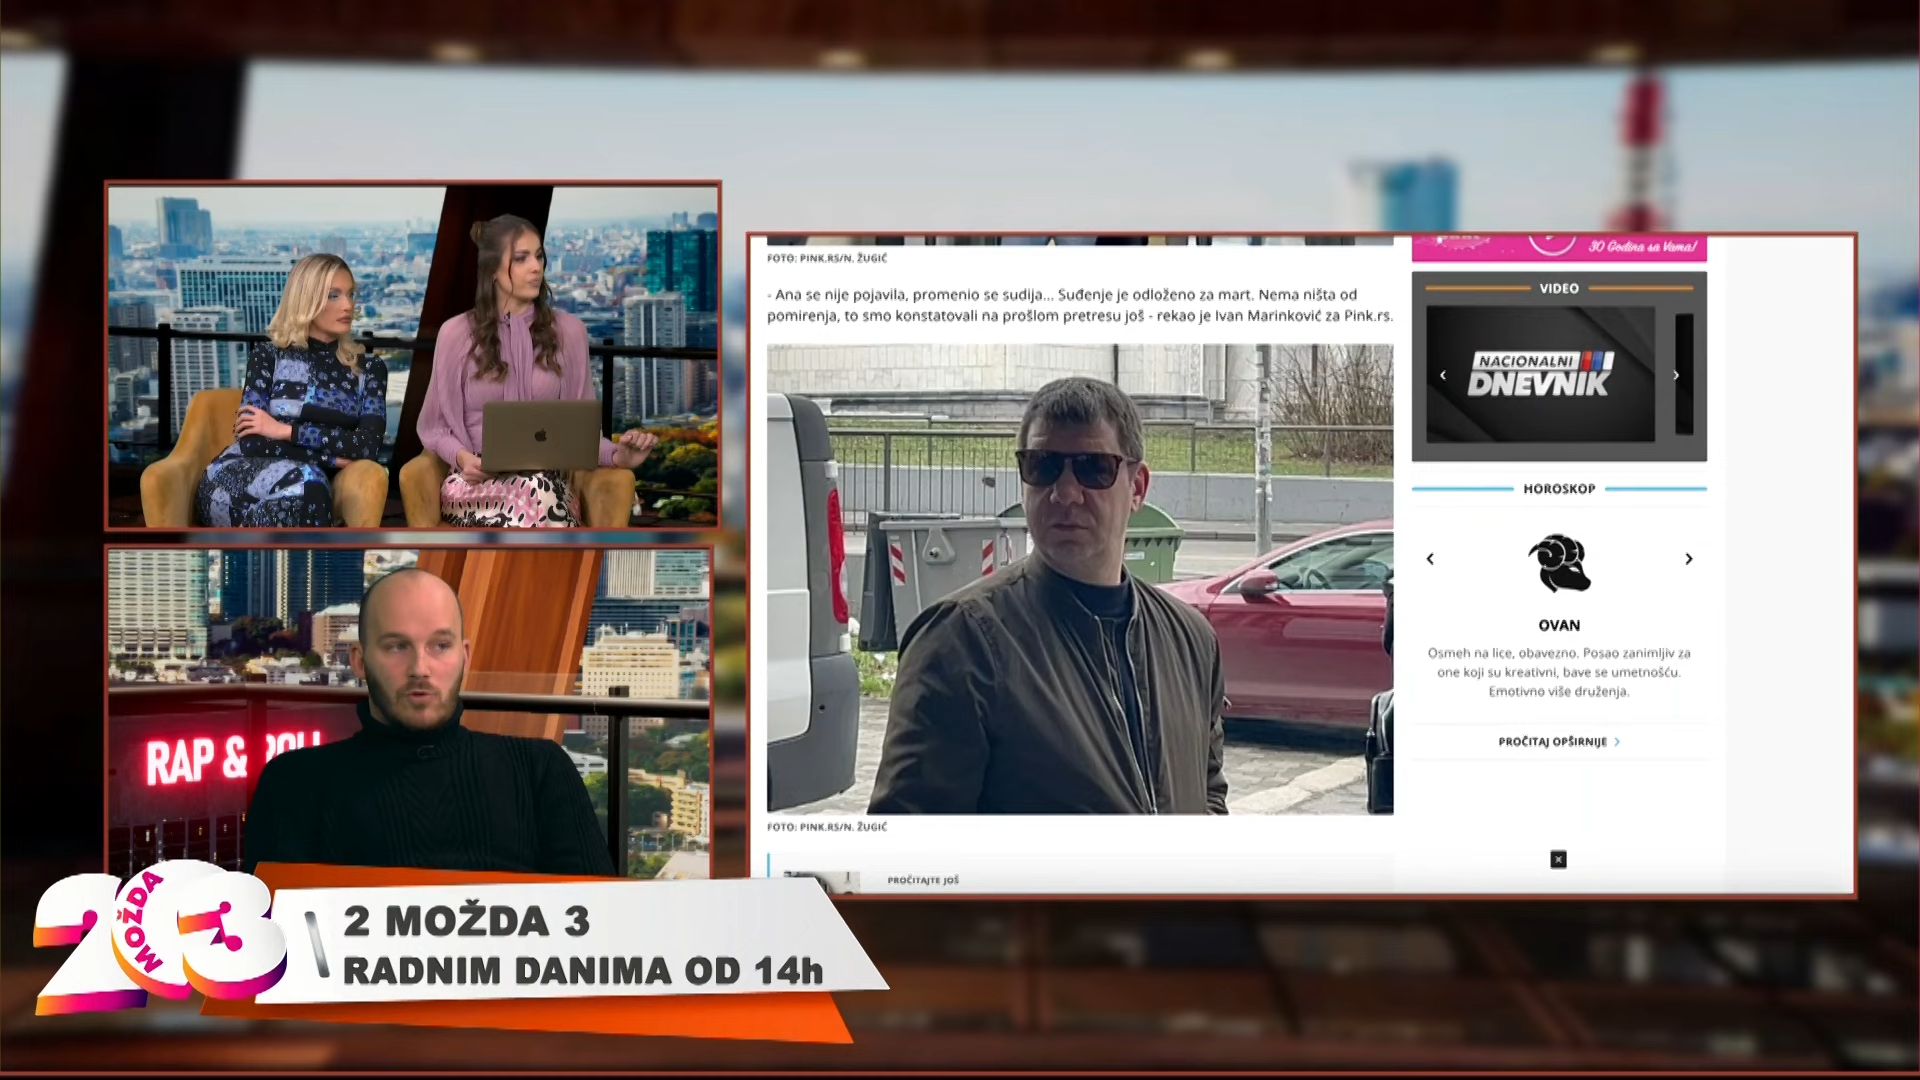 FOTO: PINK.RS/N. ŽUGIĆ
- Ana se nije pojavila, promenio se sudija... Suđenje je odloženo za mart. Nema ništa od
pomirenja, to smo konstatovali na prošlom pretresu još - rekao je Ivan Marinković za Pink.rs.
FOTO: PINK.RS/N. ŽUGIĆ
PROČITAJTE JOŠ
30 Godina sa Vama!
VIDEO
NACIONALNI
DNEVNIK
HOROSKOP
OVAN
Osmeh na lice, obavezno. Posao zanimljiv za
one koji su kreativni, bave se umetnošću.
Emotivno više druženja.
PROČITAJ OPŠIRNIJE
RAP & ROLL
2 MOŽDA 3
2 MOŽDA 3
RADNIM DANIMA OD 14h